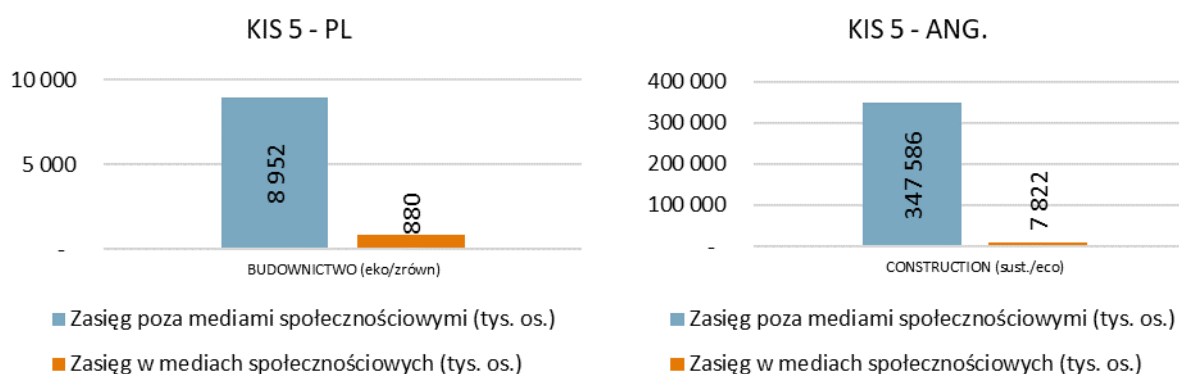 KIS 5 - PL
10 000
5 000
-
8 952
880
BUDOWNICTWO (eko/zrówn)
Zasięg poza mediami społecznościowymi (tys. os.)
Zasięg w mediach społecznościowych (tys. os.)
KIS 5 - ANG.
400 000
300 000
200 000
100 000
-
347 586
7 822
CONSTRUCTION (sust./eco)
Zasięg poza mediami społecznościowymi (tys. os.)
Zasięg w mediach społecznościowych (tys. os.)